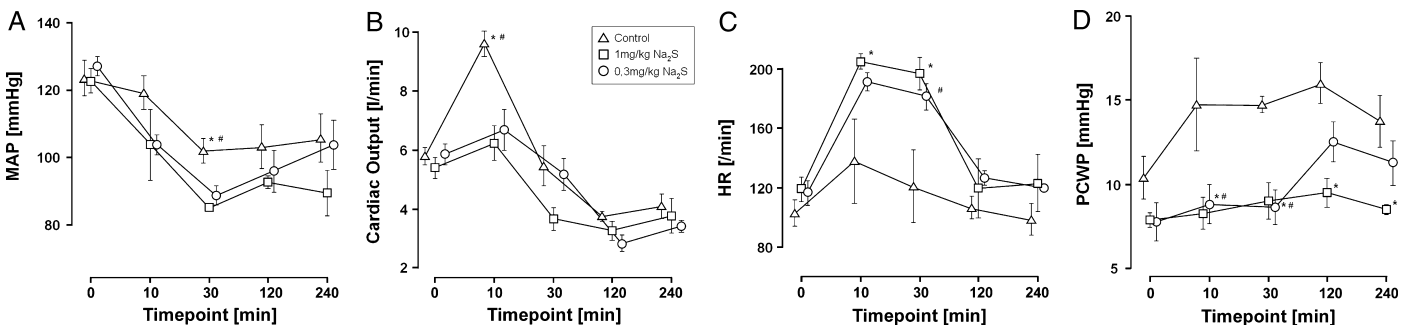 A
MAP [mmHg]
140
120
100
80
* #
0 10 30 120 240
Timepoint [min]
B
Cardiac Output [l/min]
10
8
6
4
2
* #
Control
1mg/kg Na2S
0,3mg/kg Na2S
0 10 30 120 240
Timepoint [min]
C
HR [/min]
200
160
120
80
*
*
#
0 10 30 120 240
Timepoint [min]
D
PCWP [mmHg]
20
15
10
5
* #
* #
*
*
0 10 30 120 240
Timepoint [min]